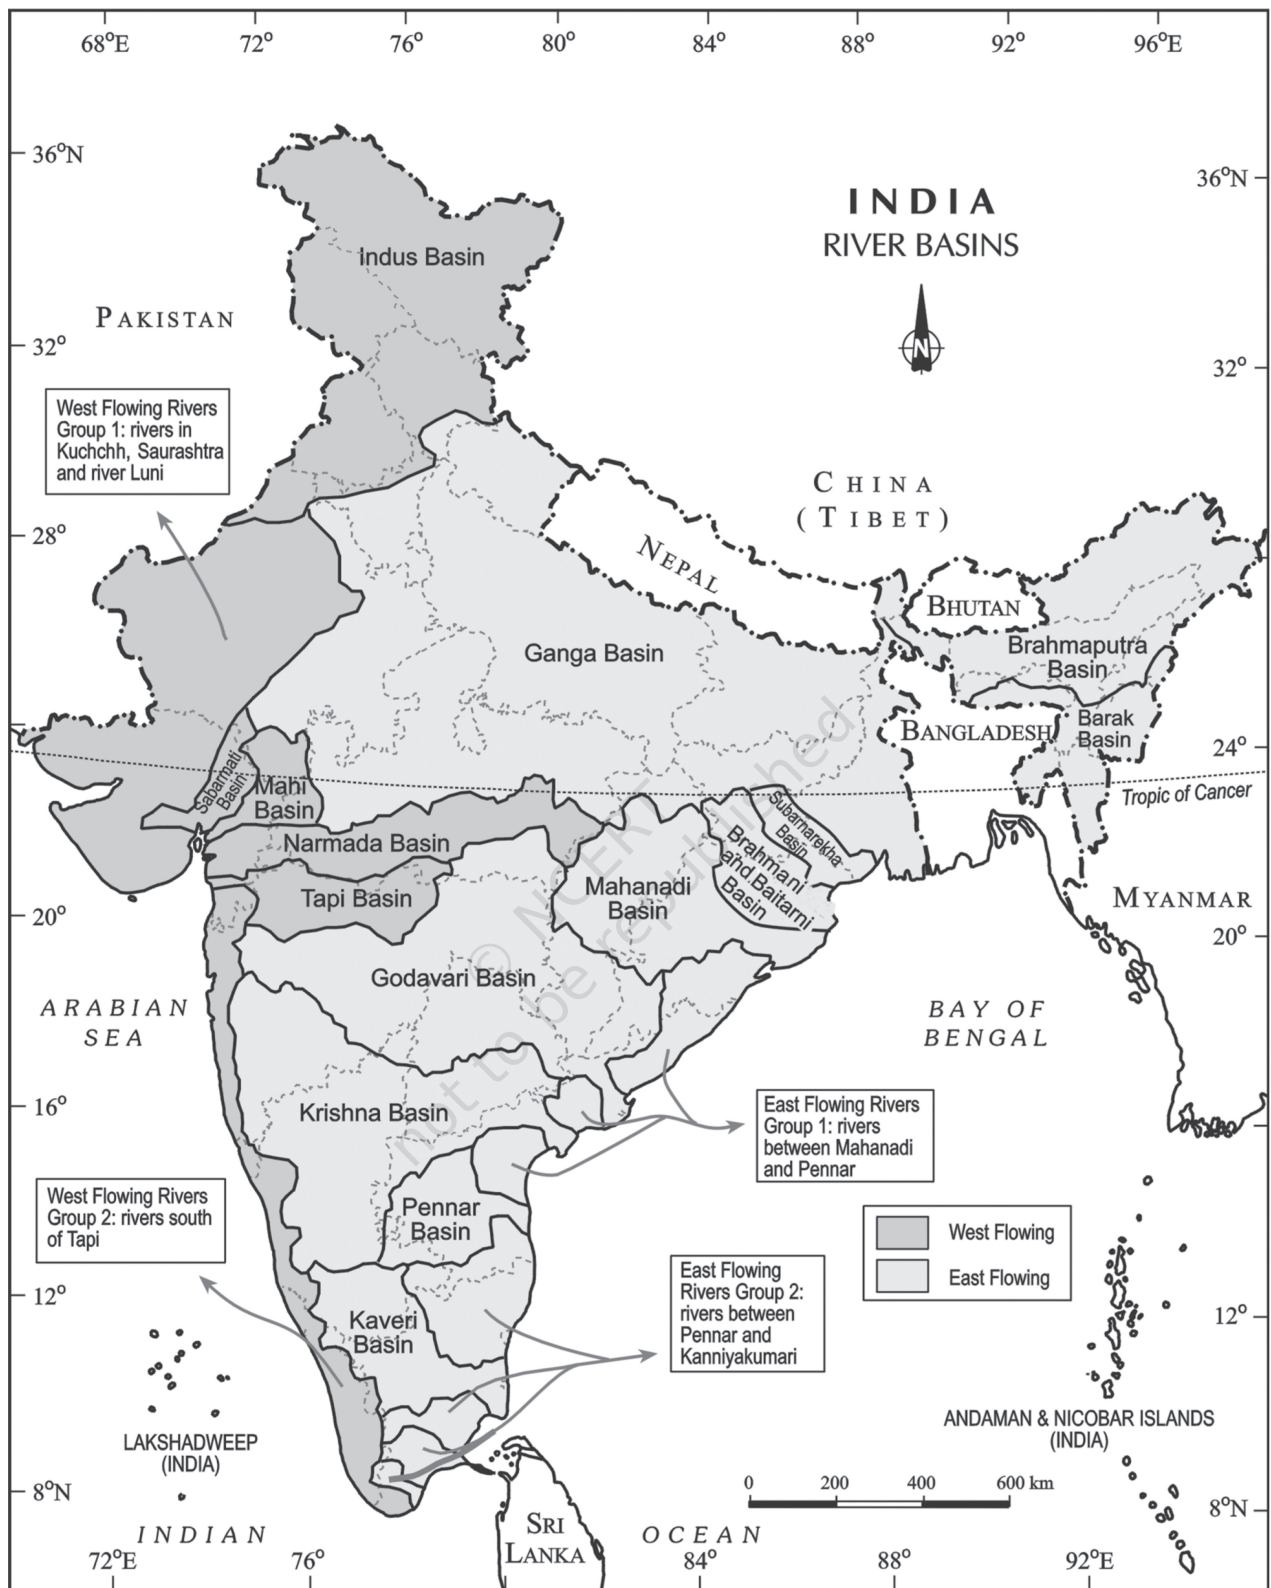 68°E 72° 76° 80° 84° 88° 92° 96°E
36°N
36°N
INDIA
RIVER BASINS
Indus Basin
PAKISTAN
N
32°
32°
West Flowing Rivers
Group 1: rivers in
Kuchchh, Saurashtra
and river Luni
CHINA
(TIBET)
28°
NEPAL
BHUTAN
Ganga Basin
Brahmaputra
Basin
BANGLADESH
Barak
Basin
24°
Sabarmati
Basin
Mahi
Basin
Tropic of Cancer
Subarnarekha
Basin
Narmada Basin
Brahmani
and Baitarni
Basin
Tapi Basin
Mahanadi
Basin
MYANMAR
20°
20°
Godavari Basin
© NCERT
not to be republished
ARABIAN
SEA
BAY OF
BENGAL
16°
Krishna Basin
East Flowing Rivers
Group 1: rivers
between Mahanadi
and Pennar
West Flowing Rivers
Group 2: rivers south
of Tapi
Pennar
Basin
West Flowing
East Flowing
East Flowing
Rivers Group 2:
rivers between
Pennar and
Kanniyakumari
12°
12°
Kaveri
Basin
LAKSHADWEEP
(INDIA)
ANDAMAN & NICOBAR ISLANDS
(INDIA)
0 200 400 600 km
8°N
8°N
INDIAN
OCEAN
SRI
LANKA
72°E 76° 84° 88° 92°E